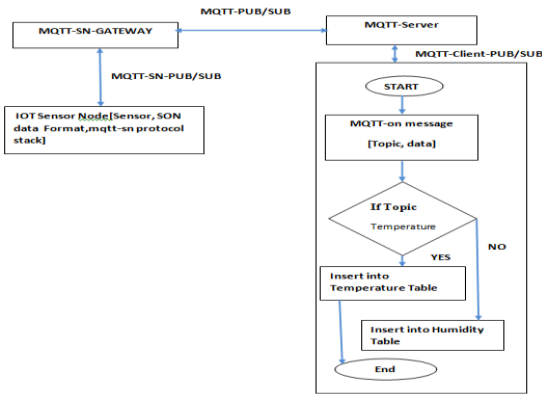 MQTT-PUB/SUB
MQTT-SN-GATEWAY
MQTT-Server
MQTT-SN-PUB/SUB
MQTT-Client-PUB/SUB
IOT Sensor Node[Sensor, SON
data Format,mqtt-sn protocol
stack]
START
MQTT-on message
[Topic, data]
If Topic
Temperature
YES
NO
Insert into
Temperature Table
Insert into Humidity
Table
End